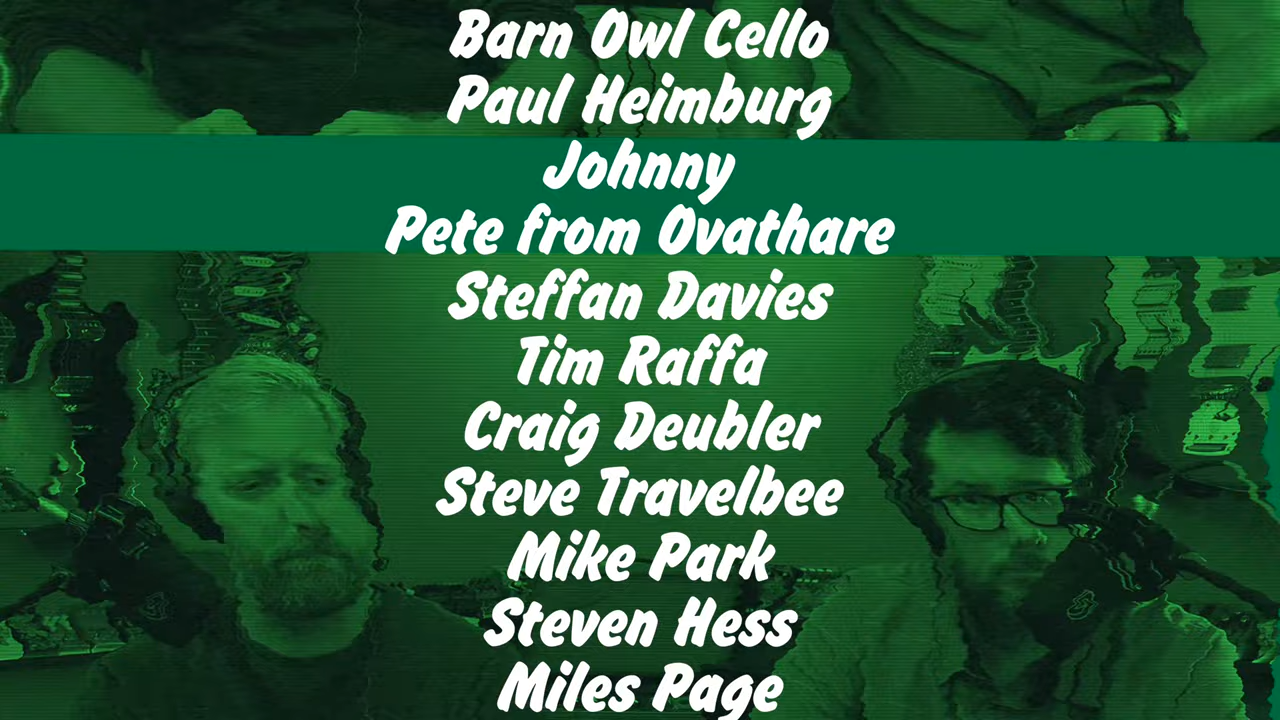 Barn Owl Cello
Paul Heimburg
Johnny
Pete from Ovathare
Steffan Davies
Tim Raffa
Craig Deubler
Steve Travelbee
Mike Park
Steven Hess
Miles Page